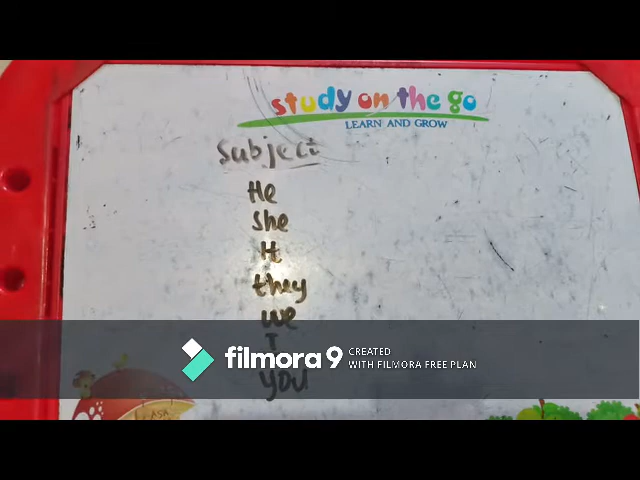 study on the go
LEARN AND GROW
Subject
He
She
It
they
we
I
you
filmora 9 CREATED
WITH FILMORA FREE PLAN